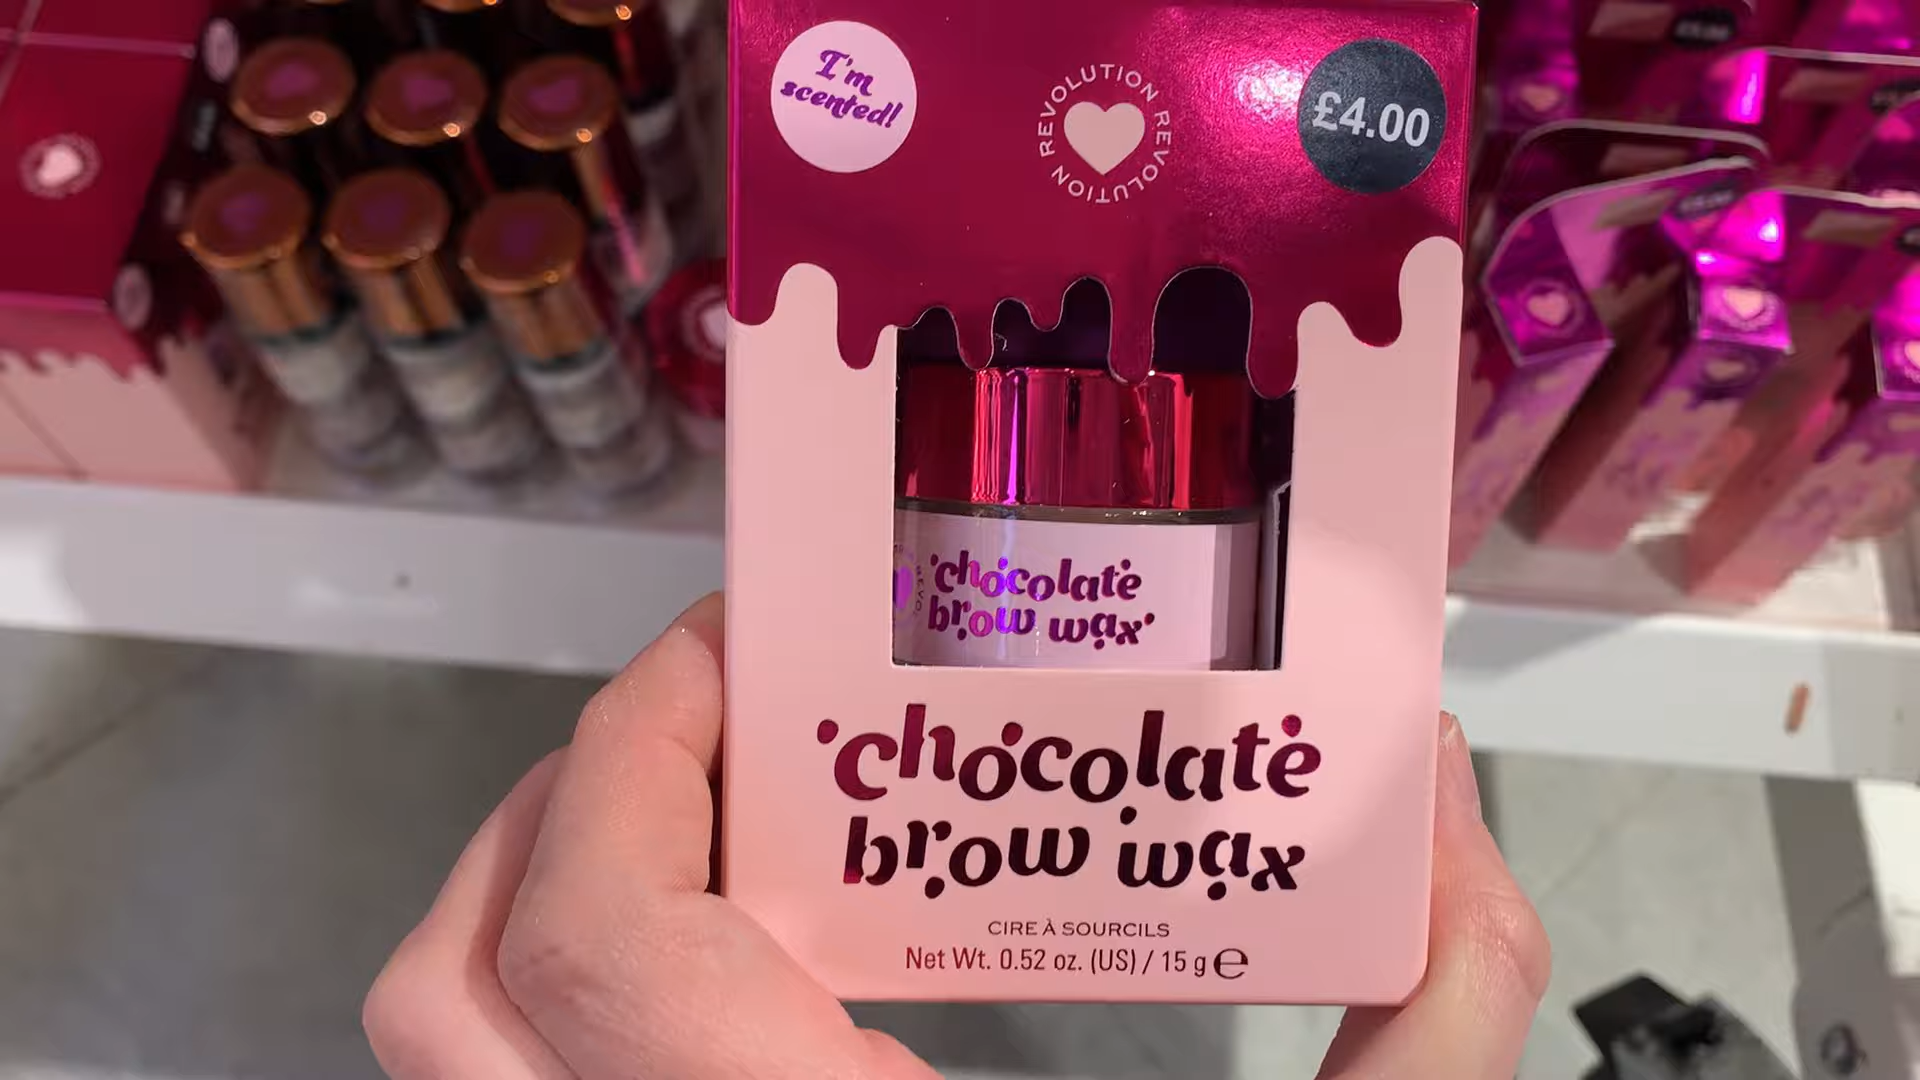 I'm
scented!
REVOLUTION REVOLUTION
£4.00
chocolate
brow wax
chocolate
brow wax
CIRE À SOURCILS
Net Wt. 0.52 oz. (US) / 15 g e